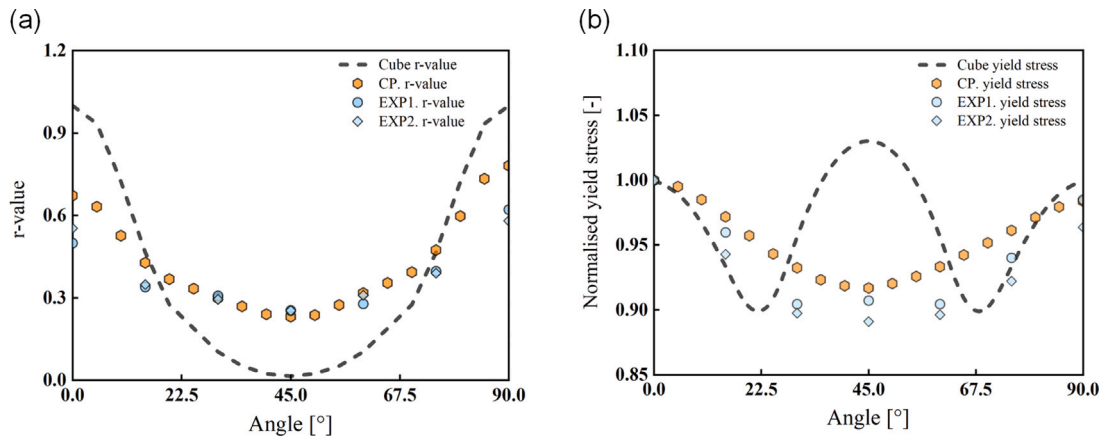 (a)
1.2
0.9
0.6
0.3
0.0
r-value
Cube r-value
CP. r-value
EXP1. r-value
EXP2. r-value
0.0 22.5 45.0 67.5 90.0
Angle [°]
(b)
1.10
1.05
1.00
0.95
0.90
0.85
Normalised yield stress [-]
Cube yield stress
CP. yield stress
EXP1. yield stress
EXP2. yield stress
0.0 22.5 45.0 67.5 90.0
Angle [°]